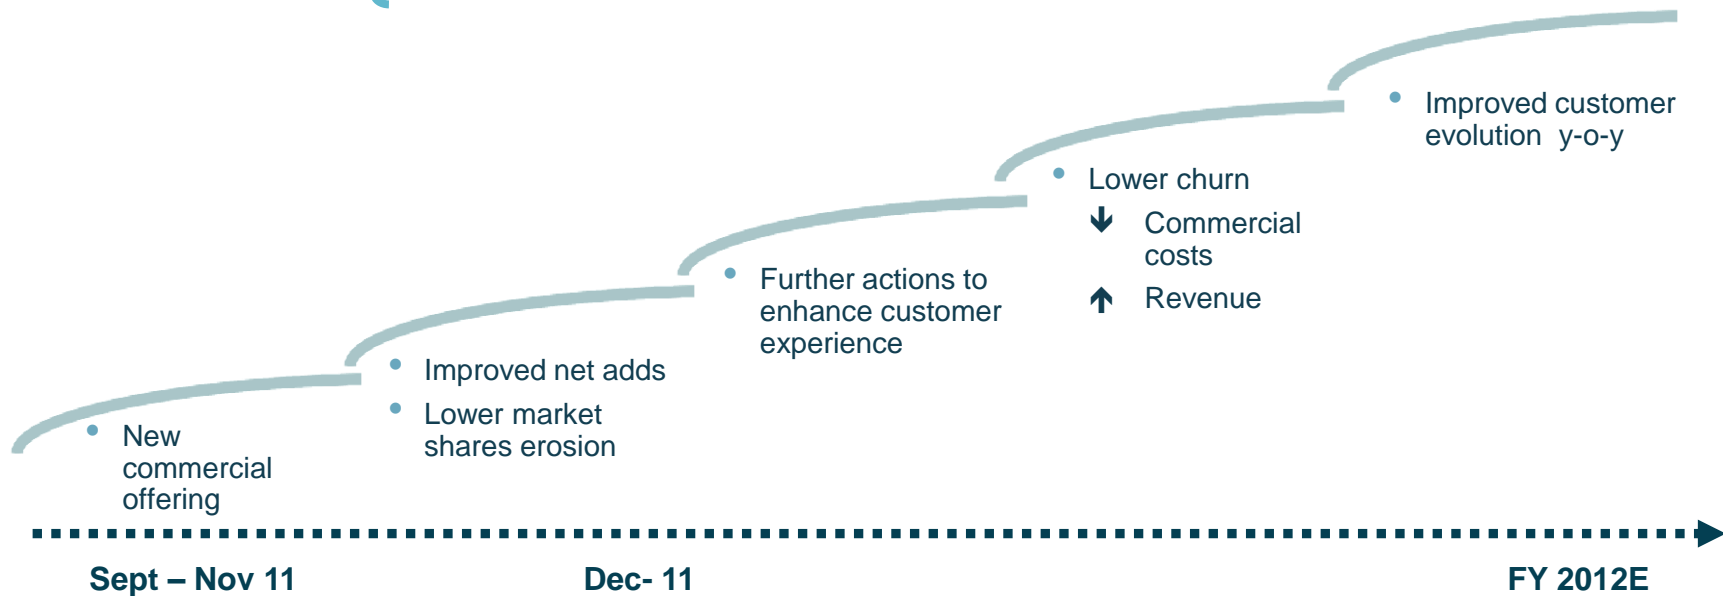 • New
commercial
offering
• Improved net adds
• Lower market
shares erosion
• Further actions to
enhance customer
experience
• Lower churn
↓ Commercial
costs
↑ Revenue
• Improved customer
evolution y-o-y
Sept – Nov 11
Dec- 11
FY 2012E